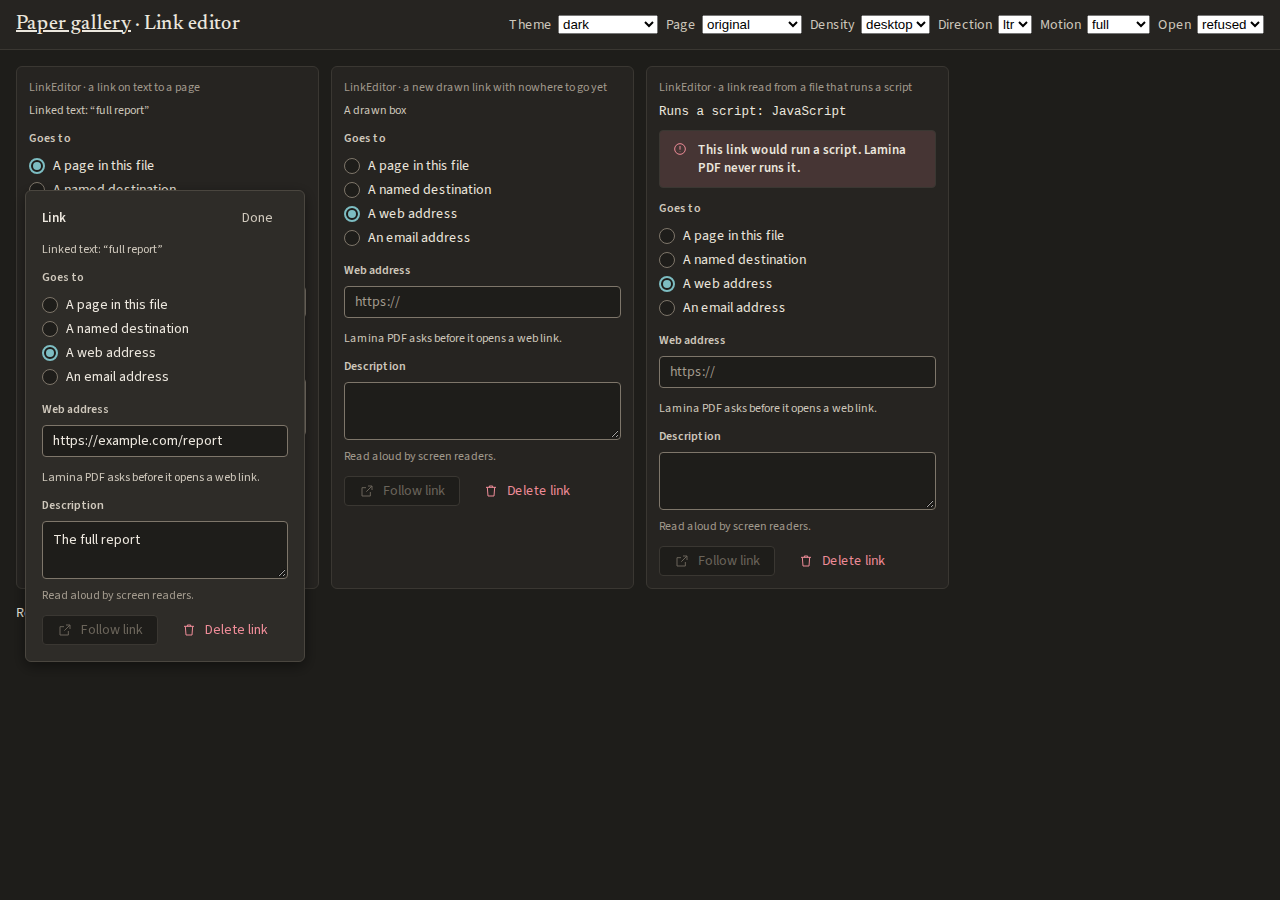 Paper gallery · Link editor
Theme dark Page original Density desktop Direction ltr Motion full Open refused
LinkEditor · a link on text to a page
Linked text: “full report”
Goes to
A page in this file
A named destination
Link Done
Linked text: “full report”
Goes to
A page in this file
A named destination
A web address
An email address
Web address
https://example.com/report
Lamina PDF asks before it opens a web link.
Description
The full report
Read aloud by screen readers.
Follow link Delete link
LinkEditor · a new drawn link with nowhere to go yet
A drawn box
Goes to
A page in this file
A named destination
A web address
An email address
Web address
https://
Lamina PDF asks before it opens a web link.
Description
Read aloud by screen readers.
Follow link Delete link
LinkEditor · a link read from a file that runs a script
Runs a script: JavaScript
This link would run a script. Lamina
PDF never runs it.
Goes to
A page in this file
A named destination
A web address
An email address
Web address
https://
Lamina PDF asks before it opens a web link.
Description
Read aloud by screen readers.
Follow link Delete link